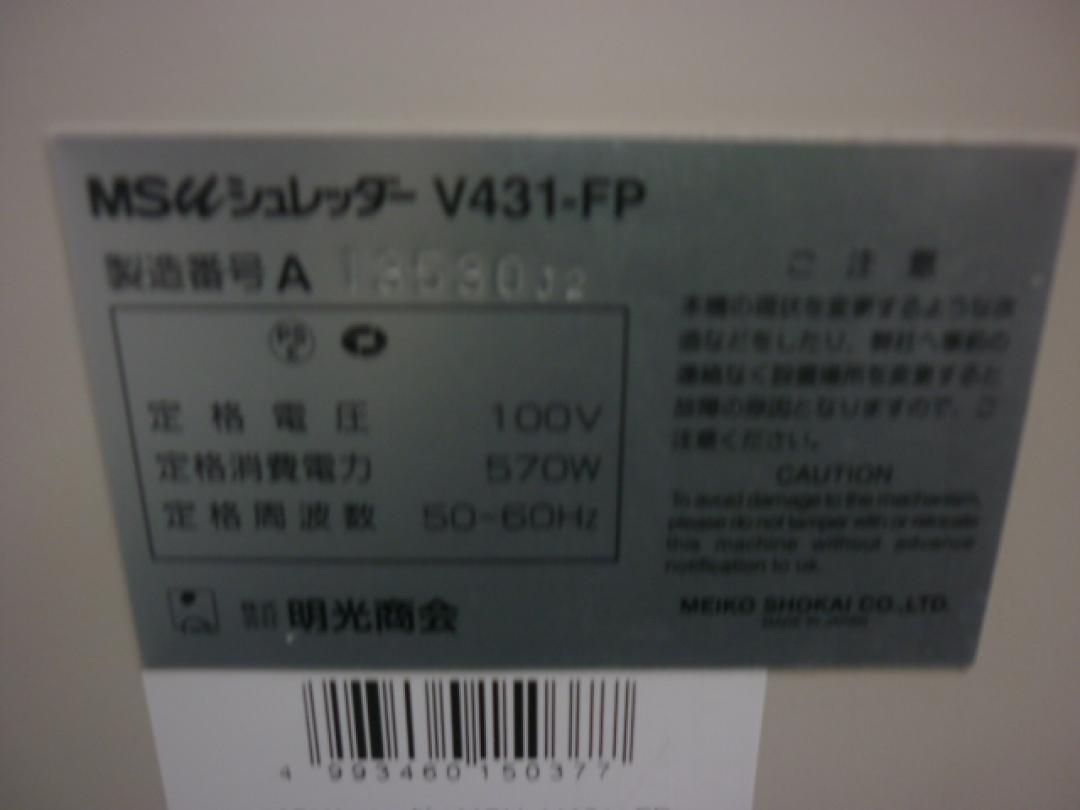 MSμシュレッダー V431-FP
製造番号 A 13530J2
定格電圧 100V
定格消費電力 570W
定格周波数 50-60Hz
株式会社 明光商会
ご注意
本機の現状を変更するような改
造などをしたり、弊社へ事前の
連絡なく設置場所を変更すると
故障の原因となりますので、ご
注意ください。
CAUTION
To avoid damage to the mechanism,
please do not tamper with or relocate
this machine without advance
notification to us.
MEIKO SHOKAI CO.,LTD.
MADE IN JAPAN
4 993460 150377